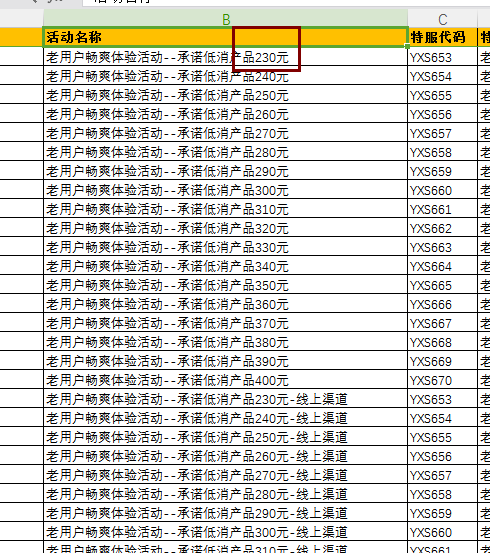 B C
活动名称 特服代码
老用户畅爽体验活动--承诺低消产品230元 YXS653
老用户畅爽体验活动--承诺低消产品240元 YXS654
老用户畅爽体验活动--承诺低消产品250元 YXS655
老用户畅爽体验活动--承诺低消产品260元 YXS656
老用户畅爽体验活动--承诺低消产品270元 YXS657
老用户畅爽体验活动--承诺低消产品280元 YXS658
老用户畅爽体验活动--承诺低消产品290元 YXS659
老用户畅爽体验活动--承诺低消产品300元 YXS660
老用户畅爽体验活动--承诺低消产品310元 YXS661
老用户畅爽体验活动--承诺低消产品320元 YXS662
老用户畅爽体验活动--承诺低消产品330元 YXS663
老用户畅爽体验活动--承诺低消产品340元 YXS664
老用户畅爽体验活动--承诺低消产品350元 YXS665
老用户畅爽体验活动--承诺低消产品360元 YXS666
老用户畅爽体验活动--承诺低消产品370元 YXS667
老用户畅爽体验活动--承诺低消产品380元 YXS668
老用户畅爽体验活动--承诺低消产品390元 YXS669
老用户畅爽体验活动--承诺低消产品400元 YXS670
老用户畅爽体验活动--承诺低消产品230元-线上渠道 YXS653
老用户畅爽体验活动--承诺低消产品240元-线上渠道 YXS654
老用户畅爽体验活动--承诺低消产品250元-线上渠道 YXS655
老用户畅爽体验活动--承诺低消产品260元-线上渠道 YXS656
老用户畅爽体验活动--承诺低消产品270元-线上渠道 YXS657
老用户畅爽体验活动--承诺低消产品280元-线上渠道 YXS658
老用户畅爽体验活动--承诺低消产品290元-线上渠道 YXS659
老用户畅爽体验活动--承诺低消产品300元-线上渠道 YXS660
老用户畅爽体验活动--承诺低消产品310元-线上渠道 YXS661